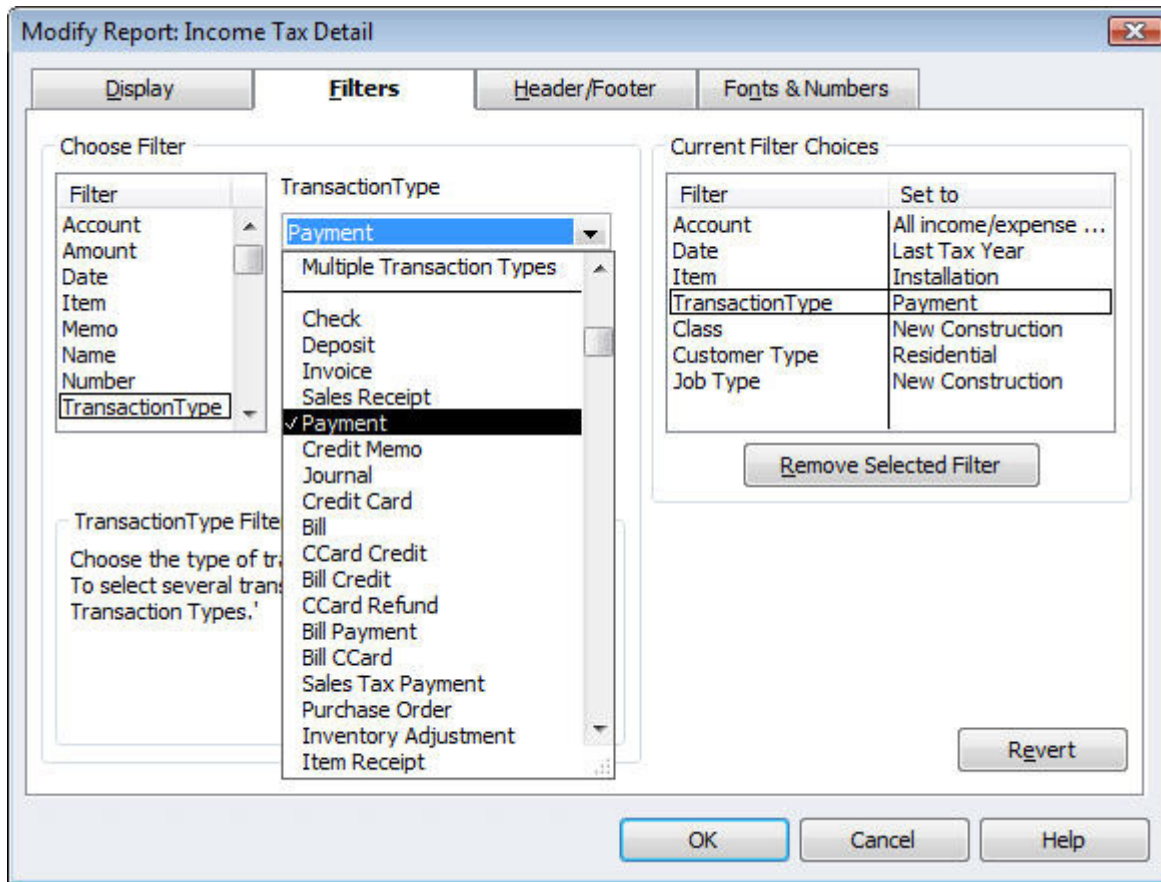 Modify Report: Income Tax Detail
Display
Filters
Header/Footer
Fonts & Numbers
Choose Filter
Filter
Account
Amount
Date
Item
Memo
Name
Number
TransactionType
TransactionType
Payment
Multiple Transaction Types
Check
Deposit
Invoice
Sales Receipt
✓ Payment
Credit Memo
Journal
Credit Card
Bill
CCard Credit
Bill Credit
CCard Refund
Bill Payment
Bill CCard
Sales Tax Payment
Purchase Order
Inventory Adjustment
Item Receipt
TransactionType Filte
Choose the type of tra
To select several trans
Transaction Types.'
Current Filter Choices
Filter Set to
Account All income/expense ...
Date Last Tax Year
Item Installation
TransactionType Payment
Class New Construction
Customer Type Residential
Job Type New Construction
Remove Selected Filter
Revert
OK
Cancel
Help